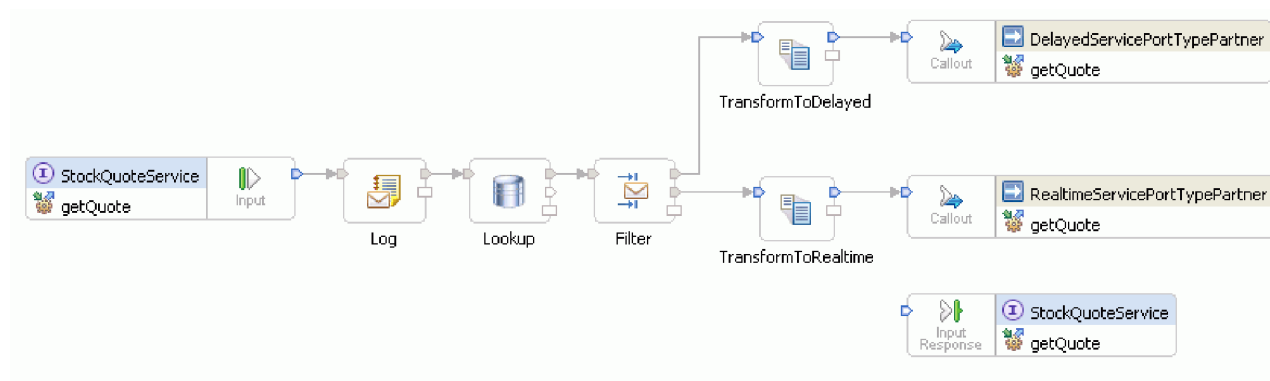 DelayedServicePortTypePartner
Callout
getQuote
TransformToDelayed
StockQuoteService
getQuote
Input
Log
Lookup
Filter
TransformToRealtime
RealtimeServicePortTypePartner
Callout
getQuote
Input
Response
StockQuoteService
getQuote